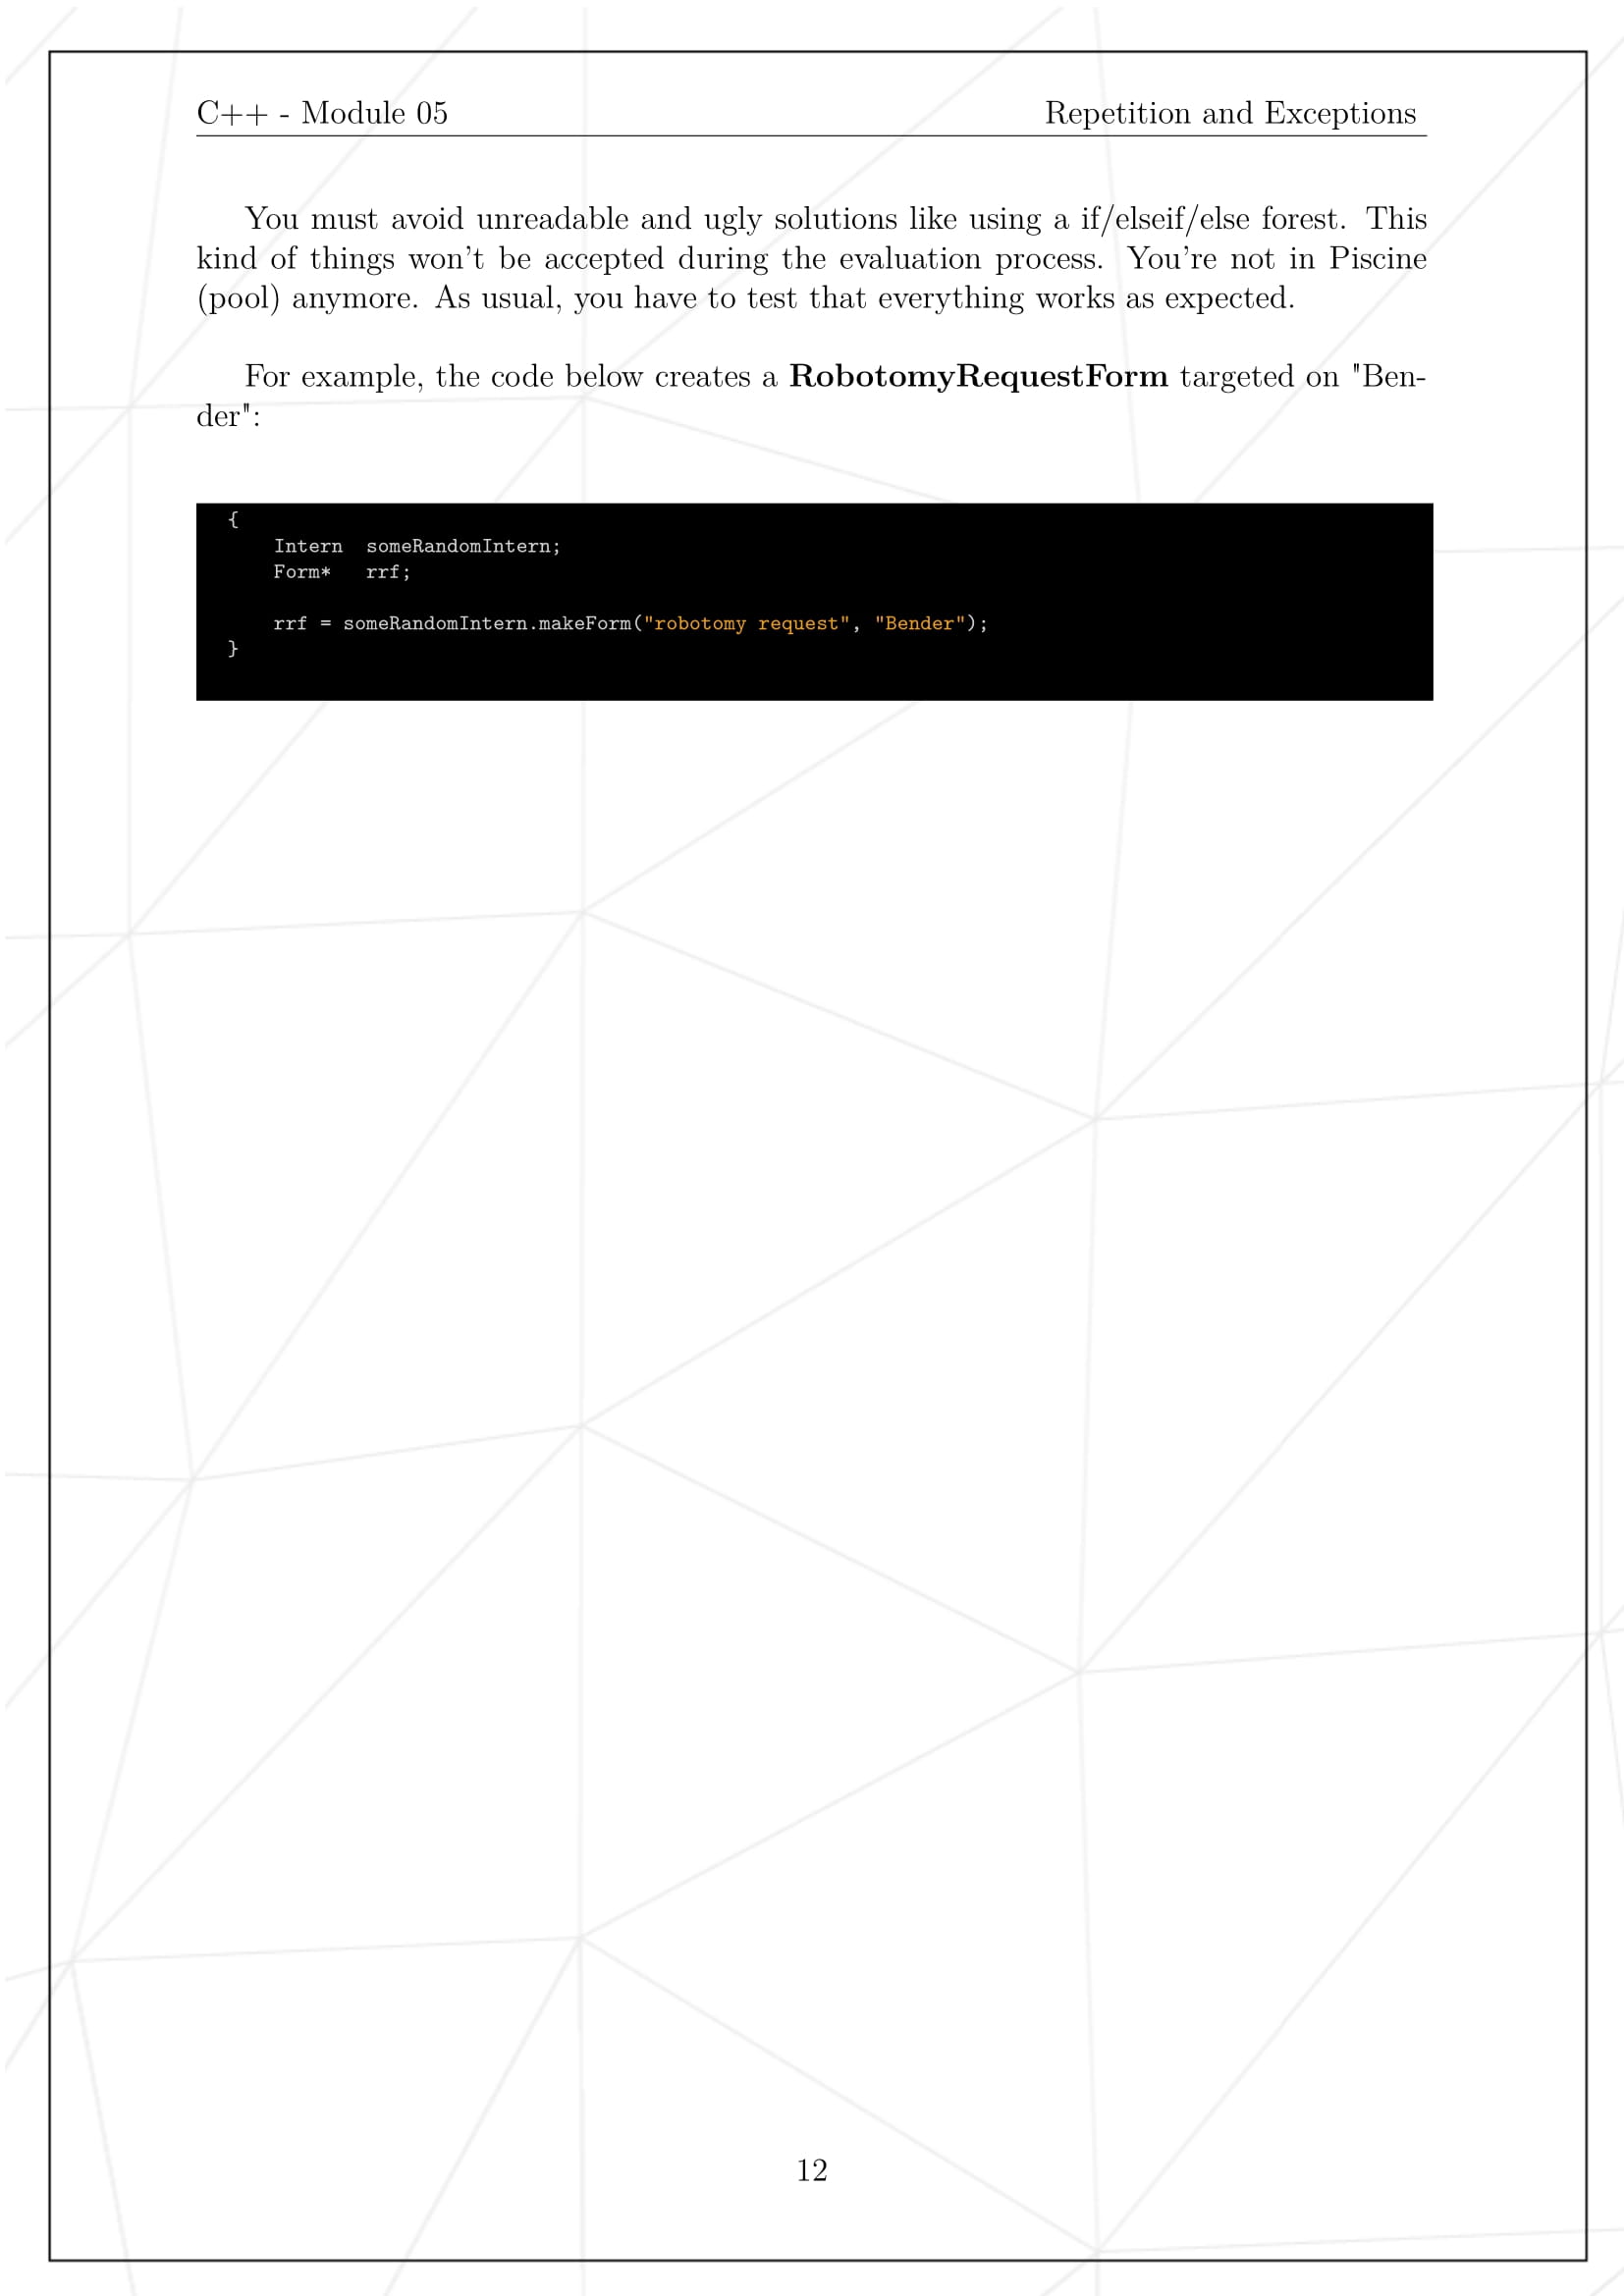 C++ - Module 05 Repetition and Exceptions
You must avoid unreadable and ugly solutions like using a if/elseif/else forest. This
kind of things won't be accepted during the evaluation process. You're not in Piscine
(pool) anymore. As usual, you have to test that everything works as expected.
For example, the code below creates a RobotomyRequestForm targeted on "Ben-
der":
{
    Intern  someRandomIntern;
    Form*   rrf;
    rrf = someRandomIntern.makeForm("robotomy request", "Bender");
}
12